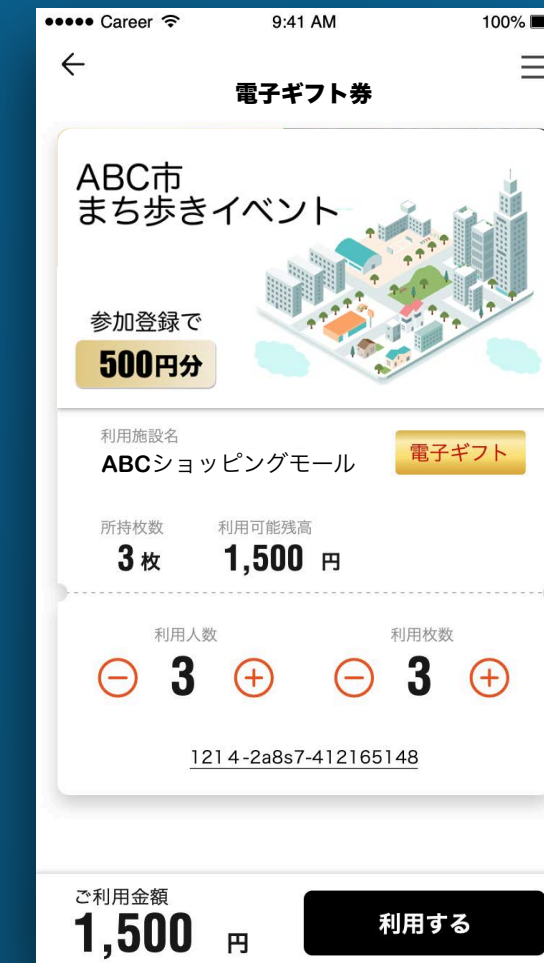 ●●●●● Career 9:41 AM 100%
電子ギフト券
ABC市
まち歩きイベント
参加登録で
500円分
利用施設名
ABCショッピングモール
電子ギフト
所持枚数 利用可能残高
3枚 1,500 円
利用人数 利用枚数
3 3
1214-2a8s7-412165148
ご利用金額
1,500 円
利用する